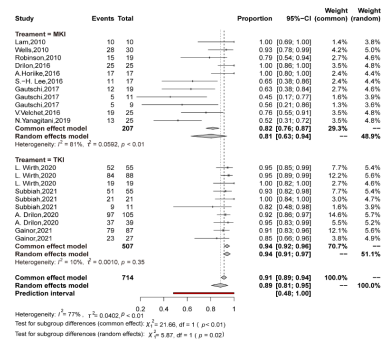 Study Events Total Proportion 95%-CI Weight (common) Weight (random)
Treament = MKI
Lam,2010 10 10 1.00 [0.69; 1.00] 1.4% 2.6%
Wells,2010 28 30 0.93 [0.78; 0.99] 4.2% 5.0%
Robinson,2010 15 19 0.79 [0.54; 0.94] 2.7% 4.2%
Drilon,2016 25 25 1.00 [0.86; 1.00] 3.5% 4.7%
A.Horlike,2016 17 17 1.00 [0.80; 1.00] 2.4% 4.0%
S.-H. Lee,2016 11 17 0.65 [0.38; 0.86] 2.4% 4.0%
Gautschi,2017 12 19 0.63 [0.38; 0.84] 2.7% 4.2%
Gautschi,2017 5 11 0.45 [0.17; 0.77] 1.6% 3.2%
Gautschi,2017 5 9 0.56 [0.21; 0.86] 1.3% 2.8%
V.Velchet,2016 19 25 0.76 [0.55; 0.91] 3.5% 4.7%
N.Yanagitani,2019 13 25 0.52 [0.31; 0.72] 3.5% 4.7%
Common effect model 207 0.82 [0.76; 0.87] 29.3% --
Random effects model 0.81 [0.63; 0.94] -- 48.9%
Heterogeneity: I² = 81%, τ² = 0.0592, p < 0.01
Treament = TKI
L. Wirth,2020 52 55 0.95 [0.85; 0.99] 7.7% 5.4%
L. Wirth,2020 84 88 0.95 [0.89; 0.99] 12.2% 5.6%
L. Wirth,2020 19 19 1.00 [0.82; 1.00] 2.7% 4.2%
Subbiah,2021 51 55 0.93 [0.82; 0.98] 7.7% 5.4%
Subbiah,2021 21 21 1.00 [0.84; 1.00] 3.0% 4.3%
Subbiah,2021 9 11 0.82 [0.48; 0.98] 1.6% 3.2%
A. Drilon,2020 97 105 0.92 [0.86; 0.97] 14.6% 5.7%
A. Drilon,2020 37 39 0.95 [0.83; 0.99] 5.5% 5.2%
Gainor,2021 79 87 0.91 [0.83; 0.96] 12.1% 5.6%
Gainor,2021 23 27 0.85 [0.66; 0.96] 3.8% 4.9%
Common effect model 507 0.94 [0.92; 0.96] 70.7% --
Random effects model 0.94 [0.91; 0.97] -- 51.1%
Heterogeneity: I² = 10%, τ² = 0.0010, p = 0.35
Common effect model 714 0.91 [0.89; 0.94] 100.0% --
Random effects model 0.89 [0.81; 0.95] -- 100.0%
Prediction interval [0.48; 1.00]
0.2 0.4 0.6 0.8 1
Heterogeneity: I² = 77%, τ² = 0.0402, p < 0.01
Test for subgroup differences (common effect): χ₁² = 21.66, df = 1 ( p < 0.01)
Test for subgroup differences (random effects): χ₁² = 5.87, df = 1 ( p = 0.02)